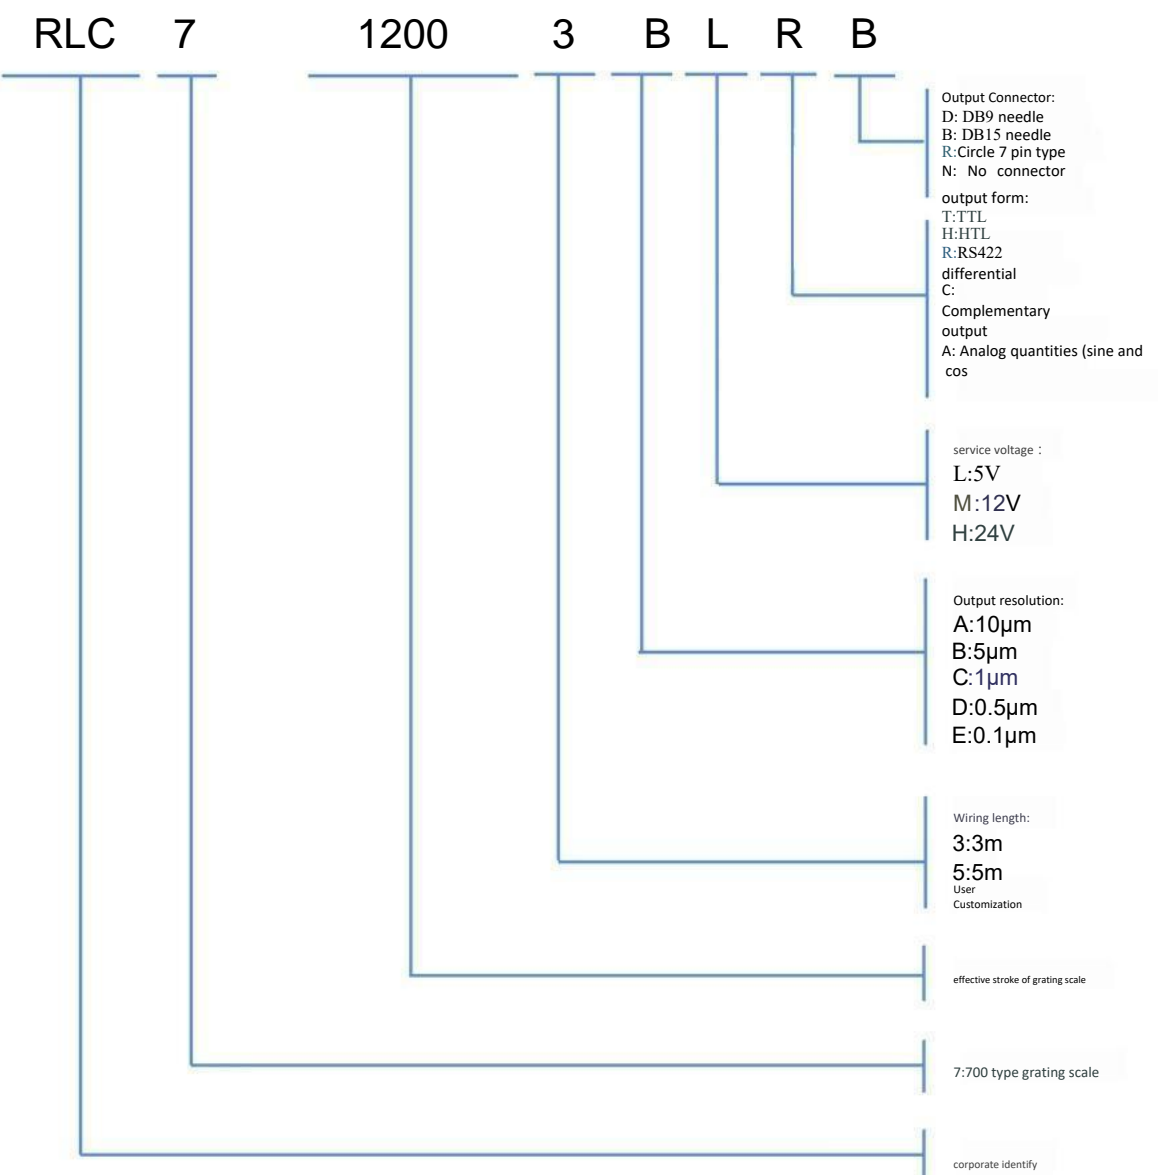 RLC 7 1200 3 B L R B
Output Connector:
D: DB9 needle
B: DB15 needle
R:Circle 7 pin type
N: No connector
output form:
T:TTL
H:HTL
R:RS422
differential
C:
Complementary
output
A: Analog quantities (sine and
cos
service voltage：
L:5V
M:12V
H:24V
Output resolution:
A:10μm
B:5μm
C:1μm
D:0.5μm
E:0.1μm
Wiring length:
3:3m
5:5m
User
Customization
effective stroke of grating scale
7:700 type grating scale
corporate identify